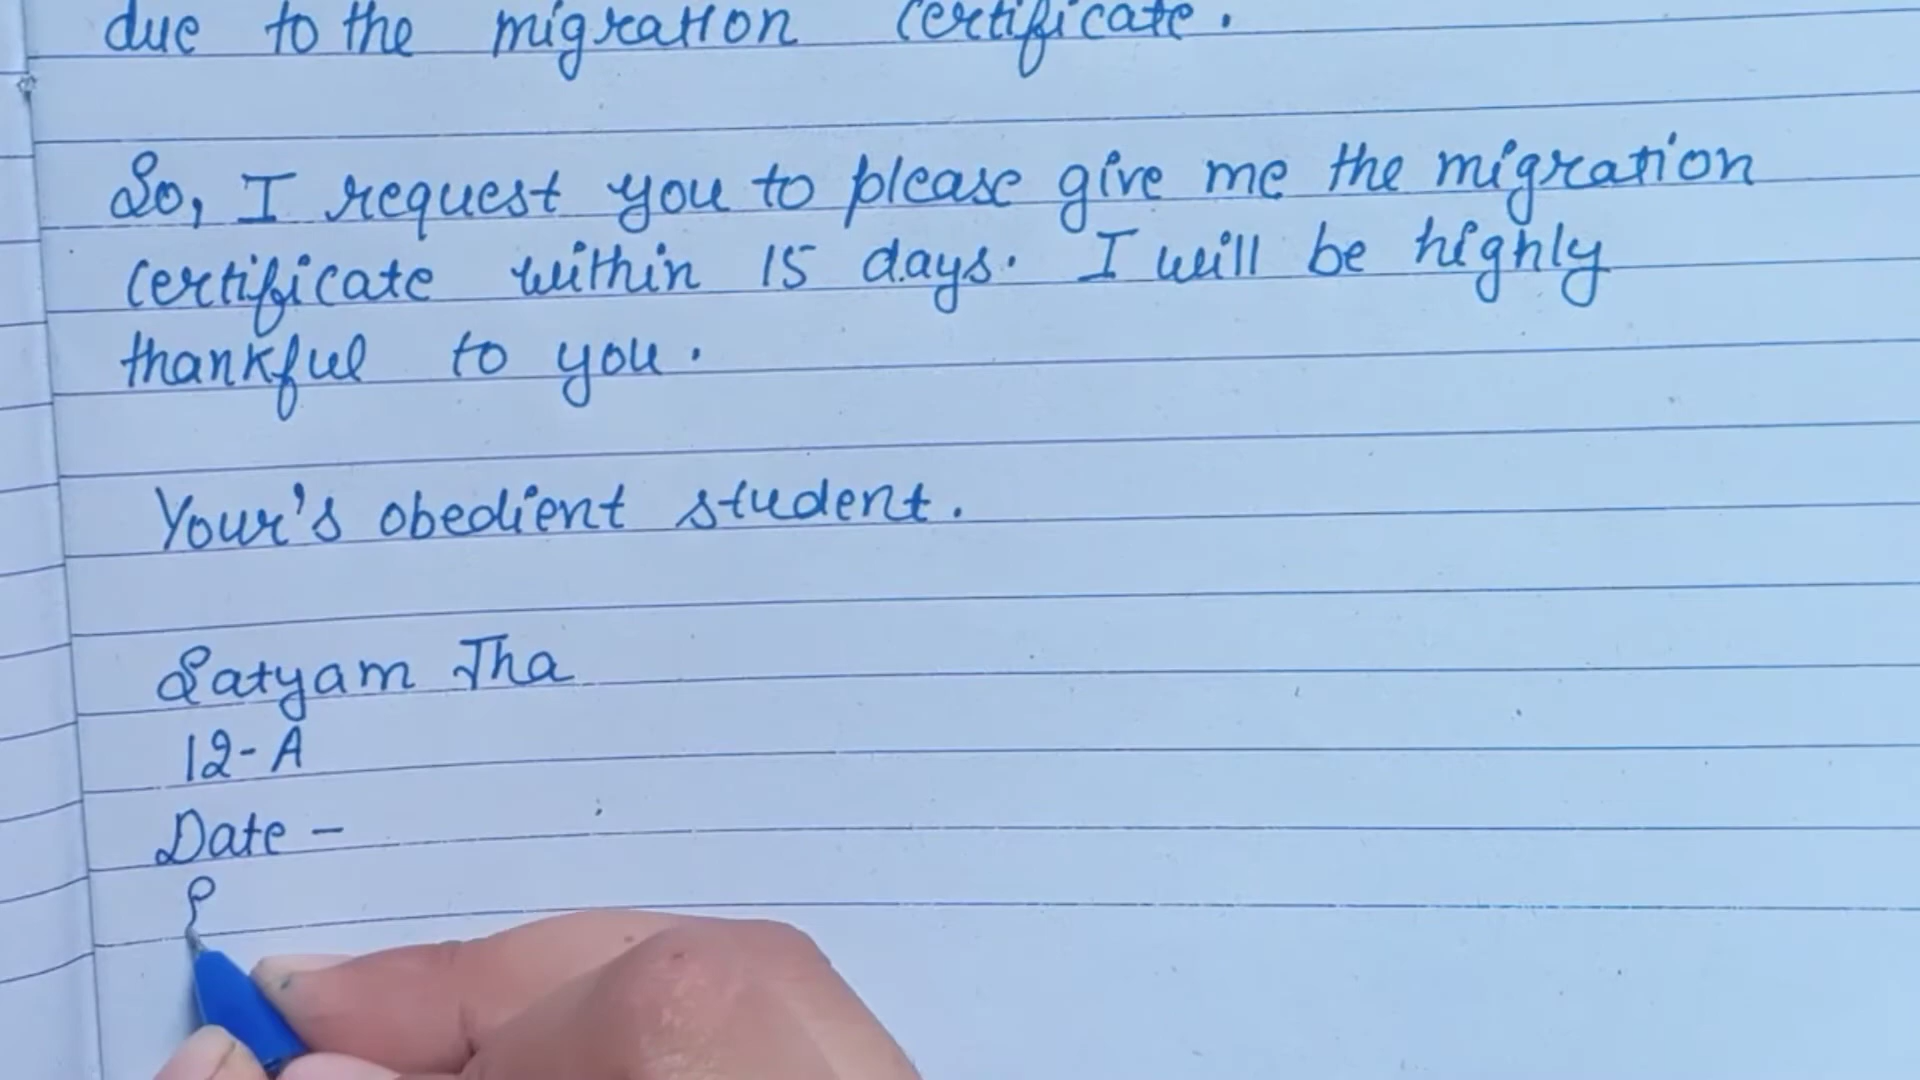 due to the migration certificate.
So, I request you to please give me the migration
certificate within 15 days. I will be highly
thankful to you.
Your's obedient student.
Satyam Jha
12-A
Date -
P